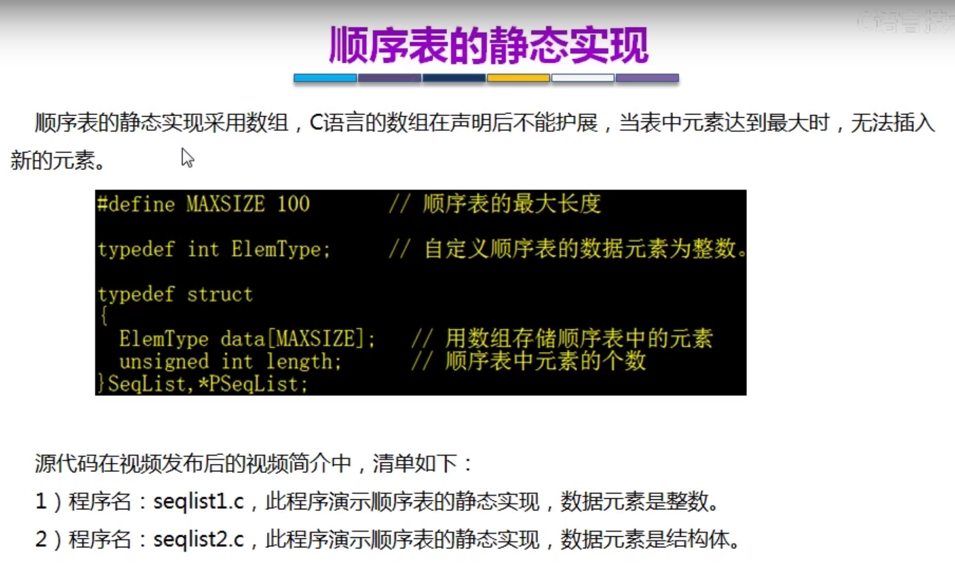 顺序表的静态实现
顺序表的静态实现采用数组，C语言的数组在声明后不能扩展，当表中元素达到最大时，无法插入
新的元素。
#define MAXSIZE 100 // 顺序表的最大长度
typedef int ElemType; // 自定义顺序表的数据元素为整数。
typedef struct
{
ElemType data[MAXSIZE]; // 用数组存储顺序表中的元素
unsigned int length; // 顺序表中元素的个数
}SeqList,*PSeqList;
源代码在视频发布后的视频简介中，清单如下：
1）程序名：seqlist1.c，此程序演示顺序表的静态实现，数据元素是整数。
2）程序名：seqlist2.c，此程序演示顺序表的静态实现，数据元素是结构体。